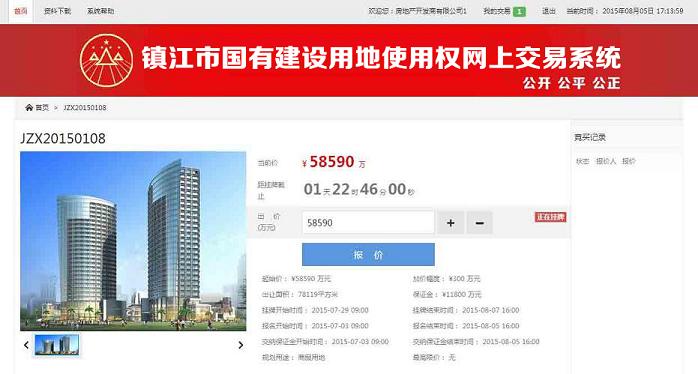 首页 资料下载 系统帮助 欢迎您：房地产开发商有限公司1 我的交易 1 退出 当前时间：2015年08月05日 17:13:59
镇江市国有建设用地使用权网上交易系统
公开 公平 公正
首页 > JZX20150108
JZX20150108
竞买记录
状态 报价人 报价
当前价 ¥ 58590 万
距挂牌截止 01天22时46分00秒
出 价 (万元) 58590 + −
正在挂牌
报 价
起始价： ¥58590 万元 加价幅度： ¥300 万元
出让面积： 78119平方米 保证金： ¥11800 万元
挂牌开始时间： 2015-07-29 09:00 挂牌结束时间： 2015-08-07 16:00
报名开始时间： 2015-07-03 09:00 报名结束时间： 2015-08-05 16:00
交纳保证金开始时间： 2015-07-03 09:00 交纳保证金结束时间： 2015-08-05 16:00
规划用途： 商服用地 最高限价： 无